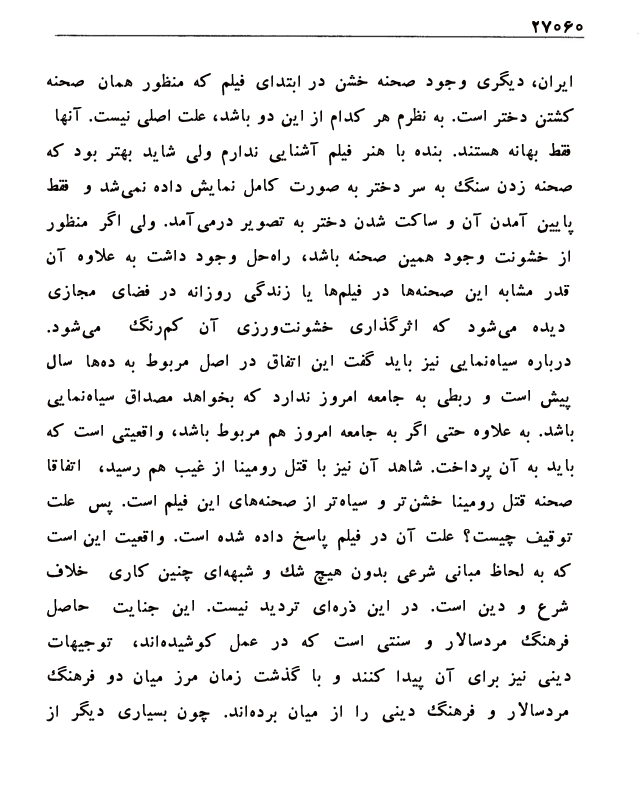 ۲۷۰۶۰
ایران، دیگری وجود صحنه خشن در ابتدای فیلم که منظور همان صحنه
کشتن دختر است. به نظرم هر کدام از این دو باشد، علت اصلی نیست. آنها
فقط بهانه هستند. بنده با هنر فیلم آشنایی ندارم ولی شاید بهتر بود که
صحنه زدن سنگ به سر دختر به صورت کامل نمایش داده نمی‌شد و فقط
پایین آمدن آن و ساکت شدن دختر به تصویر درمی‌آمد. ولی اگر منظور
از خشونت وجود همین صحنه باشد، راه‌حل وجود داشت به علاوه آن
قدر مشابه این صحنه‌ها در فیلم‌ها یا زندگی روزانه در فضای مجازی
دیده می‌شود که اثرگذاری خشونت‌ورزی آن کم‌رنگ می‌شود.
درباره سیاه‌نمایی نیز باید گفت این اتفاق در اصل مربوط به ده‌ها سال
پیش است و ربطی به جامعه امروز ندارد که بخواهد مصداق سیاه‌نمایی
باشد. به علاوه حتی اگر به جامعه امروز هم مربوط باشد، واقعیتی است که
باید به آن پرداخت. شاهد آن نیز با قتل رومینا از غیب هم رسید، اتفاقا
صحنه قتل رومینا خشن‌تر و سیاه‌تر از صحنه‌های این فیلم است. پس علت
توقیف چیست؟ علت آن در فیلم پاسخ داده شده است. واقعیت این است
که به لحاظ مبانی شرعی بدون هیچ شك و شبهه‌ای چنین کاری خلاف
شرع و دین است. در این ذره‌ای تردید نیست. این جنایت حاصل
فرهنگ مردسالار و سنتی است که در عمل کوشیده‌اند، توجیهات
دینی نیز برای آن پیدا کنند و با گذشت زمان مرز میان دو فرهنگ
مردسالار و فرهنگ دینی را از میان برده‌اند. چون بسیاری دیگر از